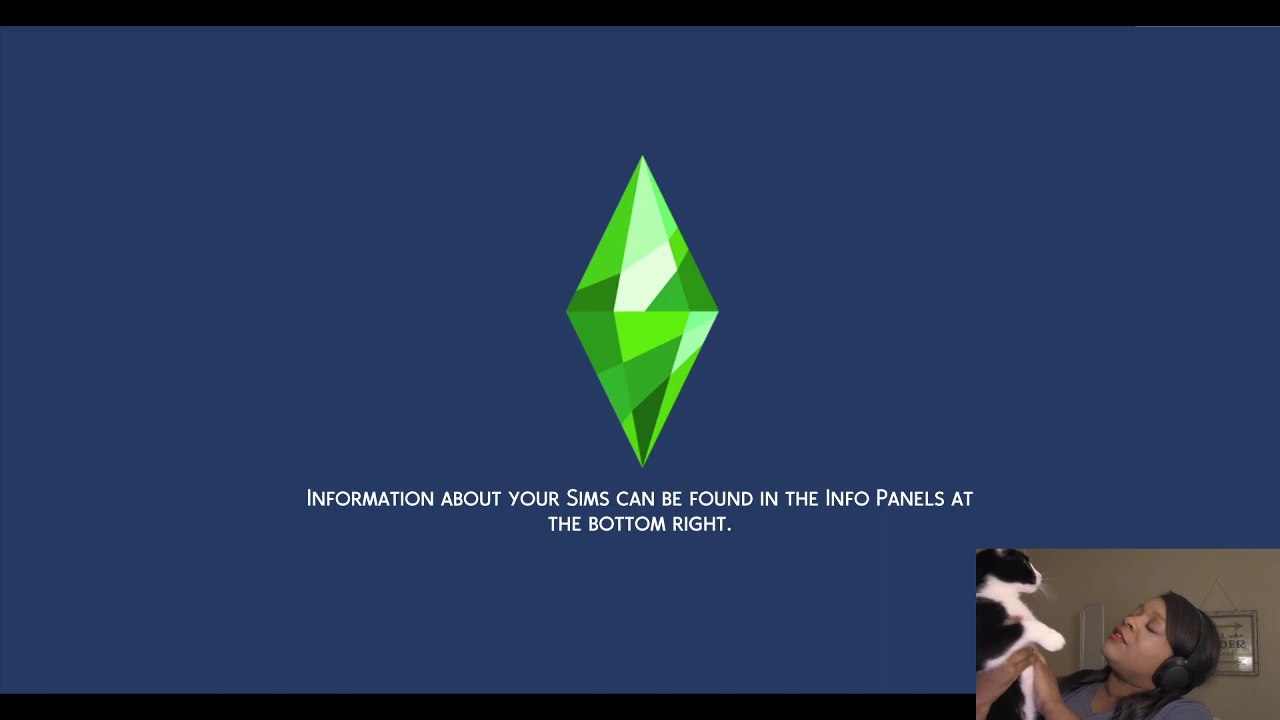 Information about your Sims can be found in the Info Panels at
the bottom right.